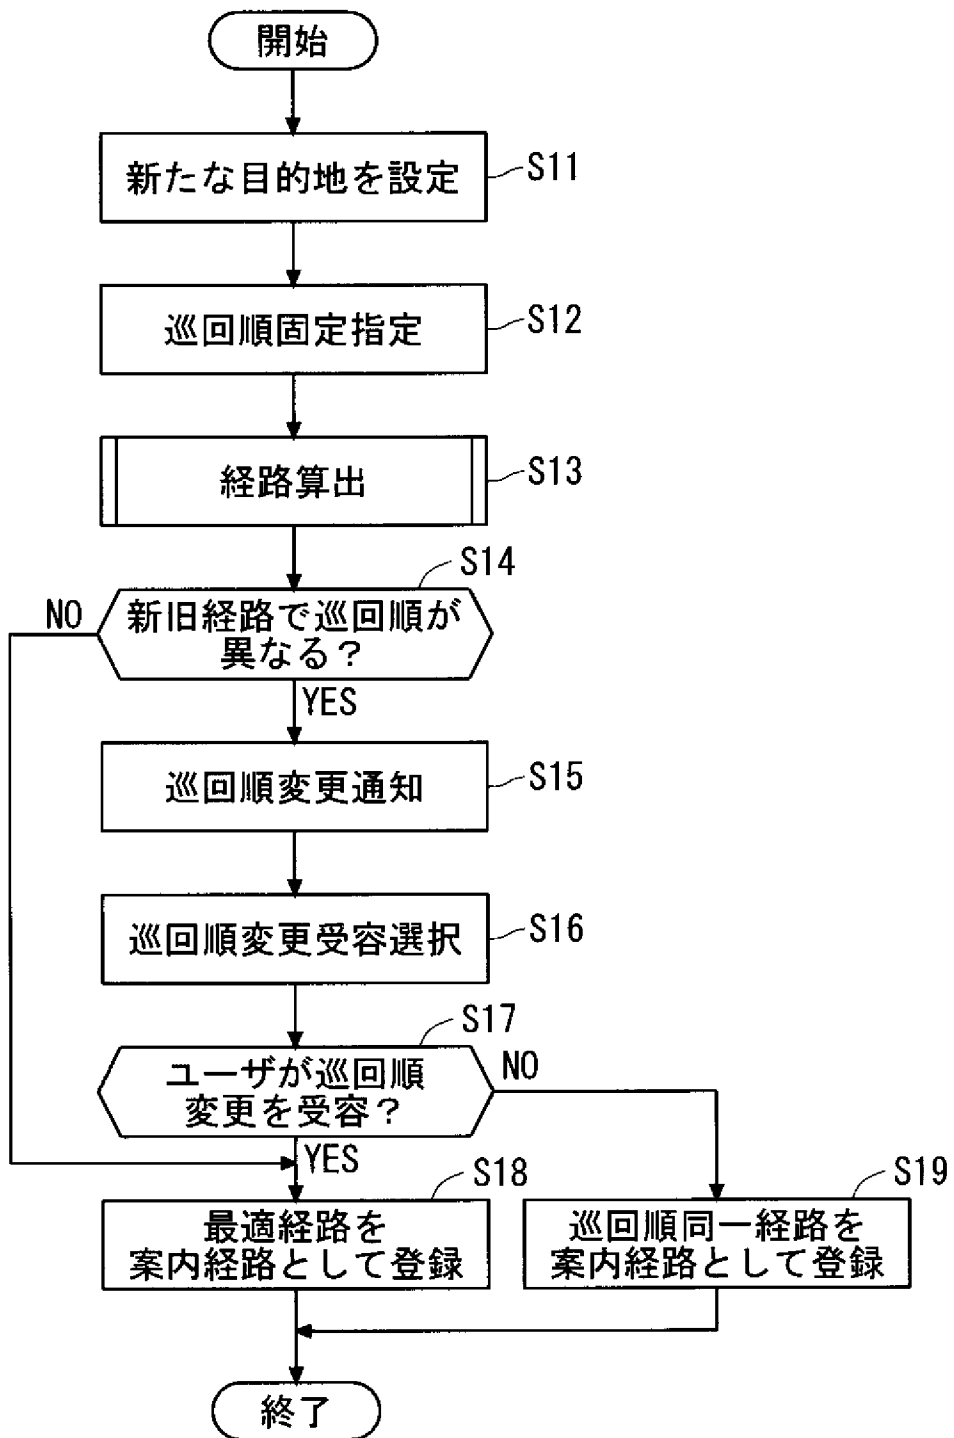 開始
新たな目的地を設定
S11
巡回順固定指定
S12
経路算出
S13
S14
NO
新旧経路で巡回順が
異なる？
YES
巡回順変更通知
S15
巡回順変更受容選択
S16
S17
ユーザが巡回順
変更を受容？
NO
YES
S18
最適経路を
案内経路として登録
S19
巡回順同一経路を
案内経路として登録
終了